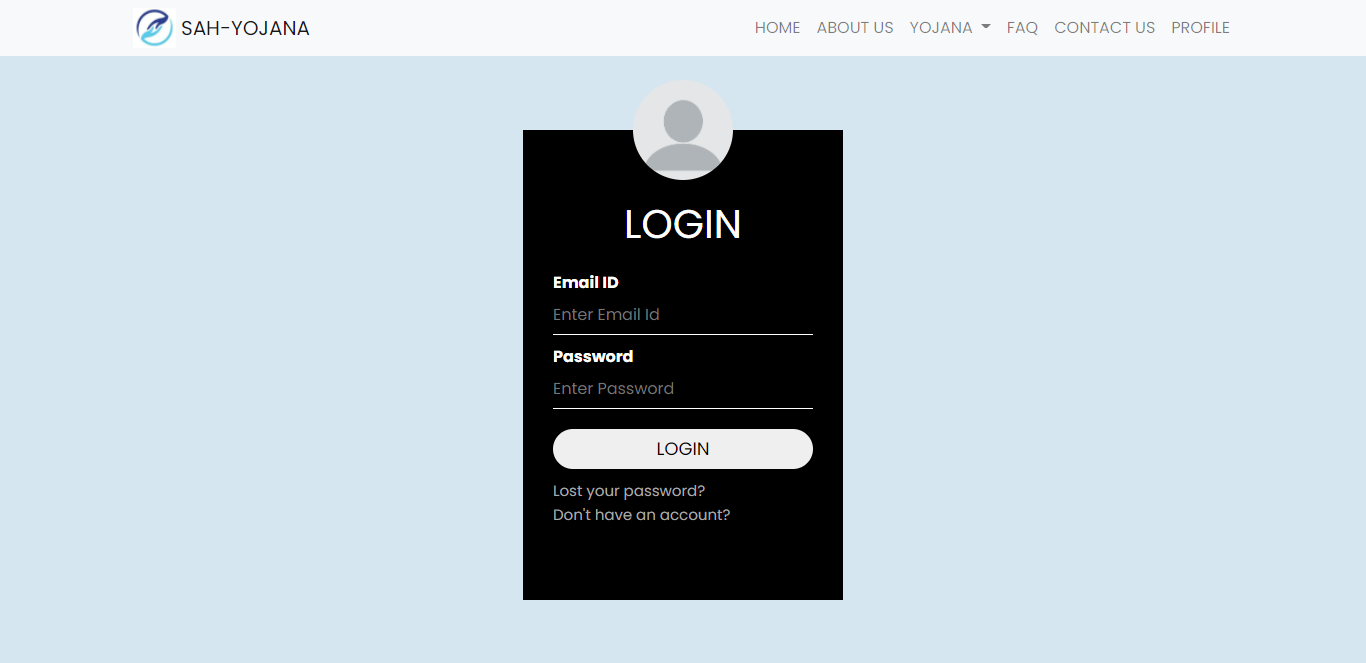 SAH-YOJANA HOME ABOUT US YOJANA FAQ CONTACT US PROFILE
LOGIN
Email ID
Enter Email Id
Password
Enter Password
LOGIN
Lost your password?
Don't have an account?